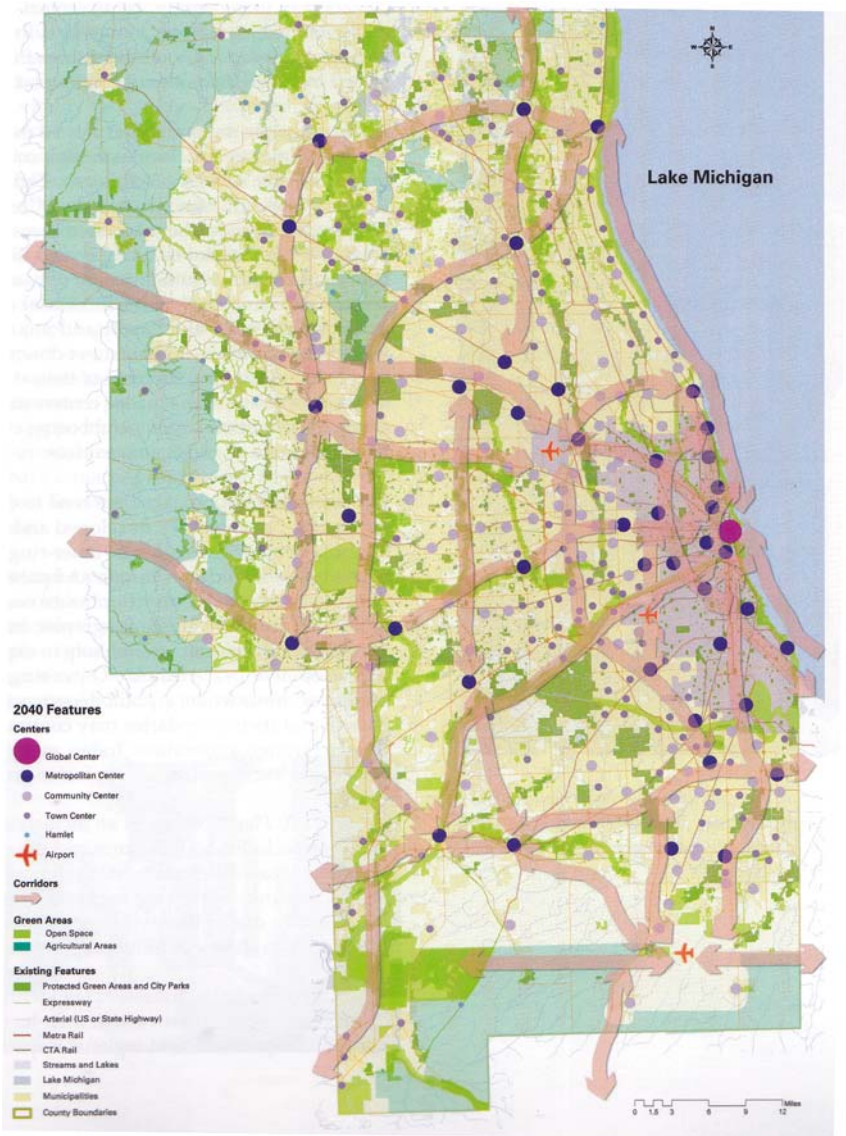 N
W E
S
Lake Michigan
2040 Features
Centers
Global Center
Metropolitan Center
Community Center
Town Center
Hamlet
Airport
Corridors
Green Areas
Open Space
Agricultural Areas
Existing Features
Protected Green Areas and City Parks
Expressway
Arterial (US or State Highway)
Metra Rail
CTA Rail
Streams and Lakes
Lake Michigan
Municipalities
County Boundaries
Miles
0 1.5 3 6 9 12